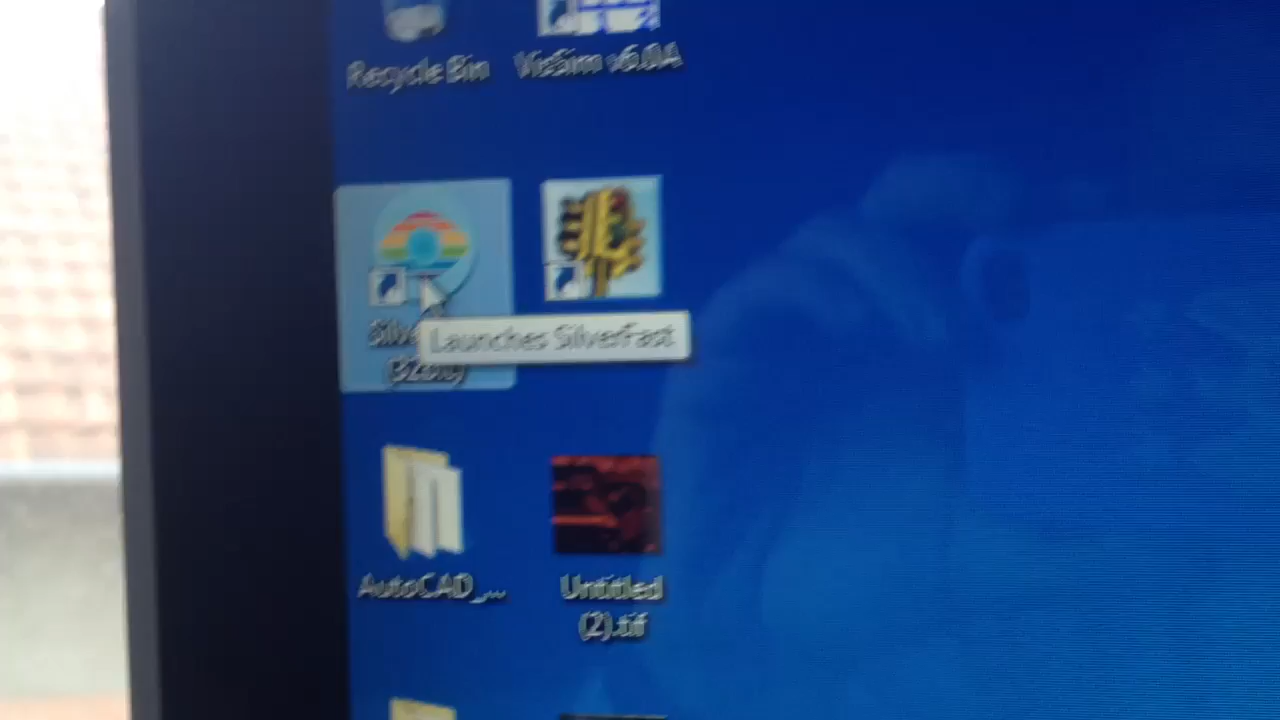 Recycle Bin
VisSim v6.0A
Launches SilverFast
AutoCAD_...
Untitled
(2).tif